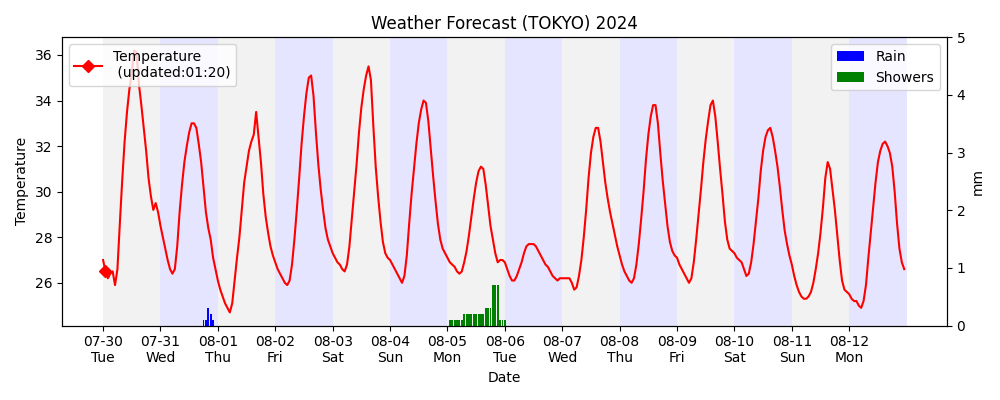 Weather Forecast (TOKYO) 2024
Temperature
(updated:01:20)
Rain
Showers
Temperature
36
34
32
30
28
26
5
4
3
2
1
0
mm
07-30 07-31 08-01 08-02 08-03 08-04 08-05 08-06 08-07 08-08 08-09 08-10 08-11 08-12
Tue Wed Thu Fri Sat Sun Mon Tue Wed Thu Fri Sat Sun Mon
Date